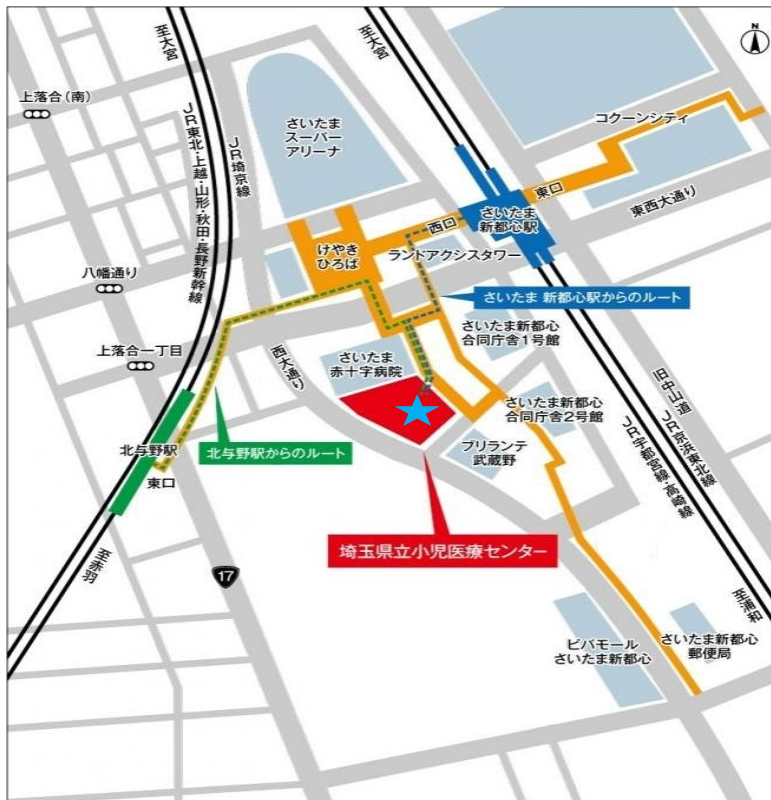 至大宮
至大宮
N
上落合(南)
JR東北・上越・山形・秋田・長野新幹線
JR埼京線
さいたま
スーパー
アリーナ
コクーンシティ
東口
さいたま
新都心駅
西口
東西大通り
けやき
ひろば
ランドアクシスタワー
八幡通り
さいたま 新都心駅からのルート
さいたま新都心
合同庁舎1号館
上落合一丁目
西大通り
さいたま
赤十字病院
旧中山道
JR京浜東北線
JR宇都宮線・高崎線
さいたま新都心
合同庁舎2号館
北与野駅
東口
北与野駅からのルート
ブリランテ
武蔵野
埼玉県立小児医療センター
至赤羽
17
至浦和
ビバモール
さいたま新都心
さいたま新都心
郵便局